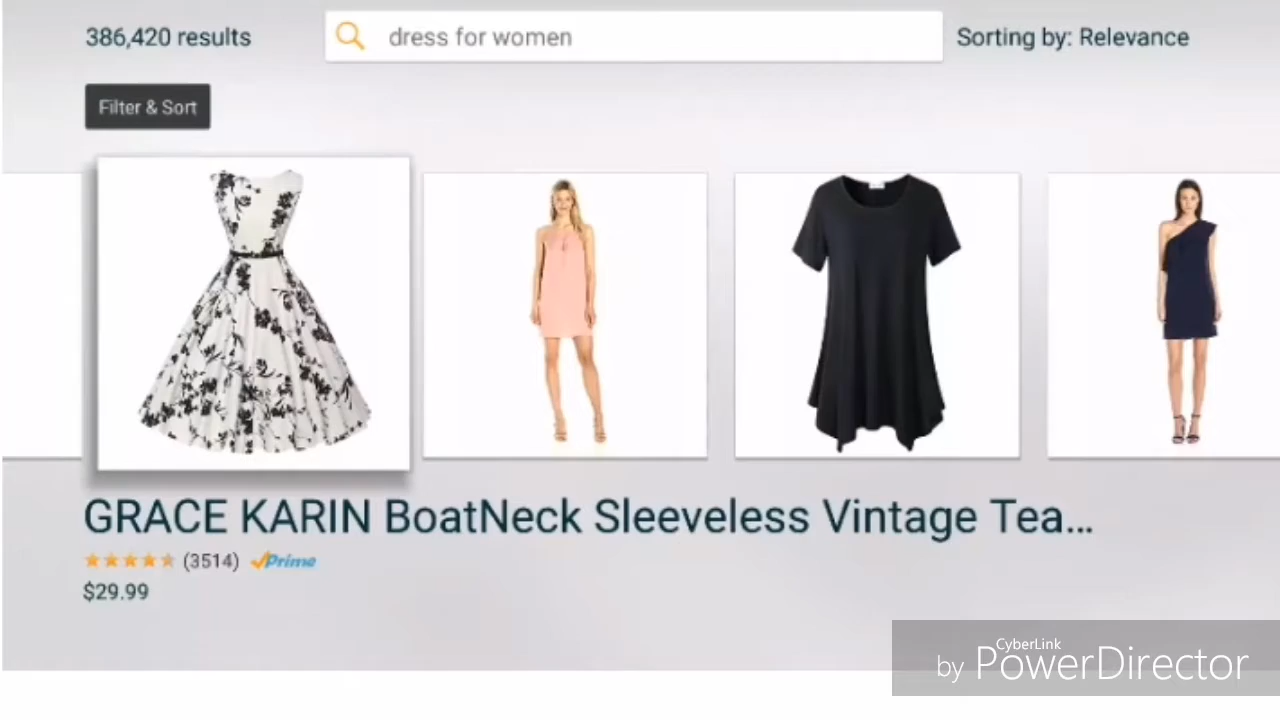 386,420 results
dress for women
Sorting by: Relevance
Filter & Sort
GRACE KARIN BoatNeck Sleeveless Vintage Tea...
(3514) Prime
$29.99
CyberLink
by PowerDirector